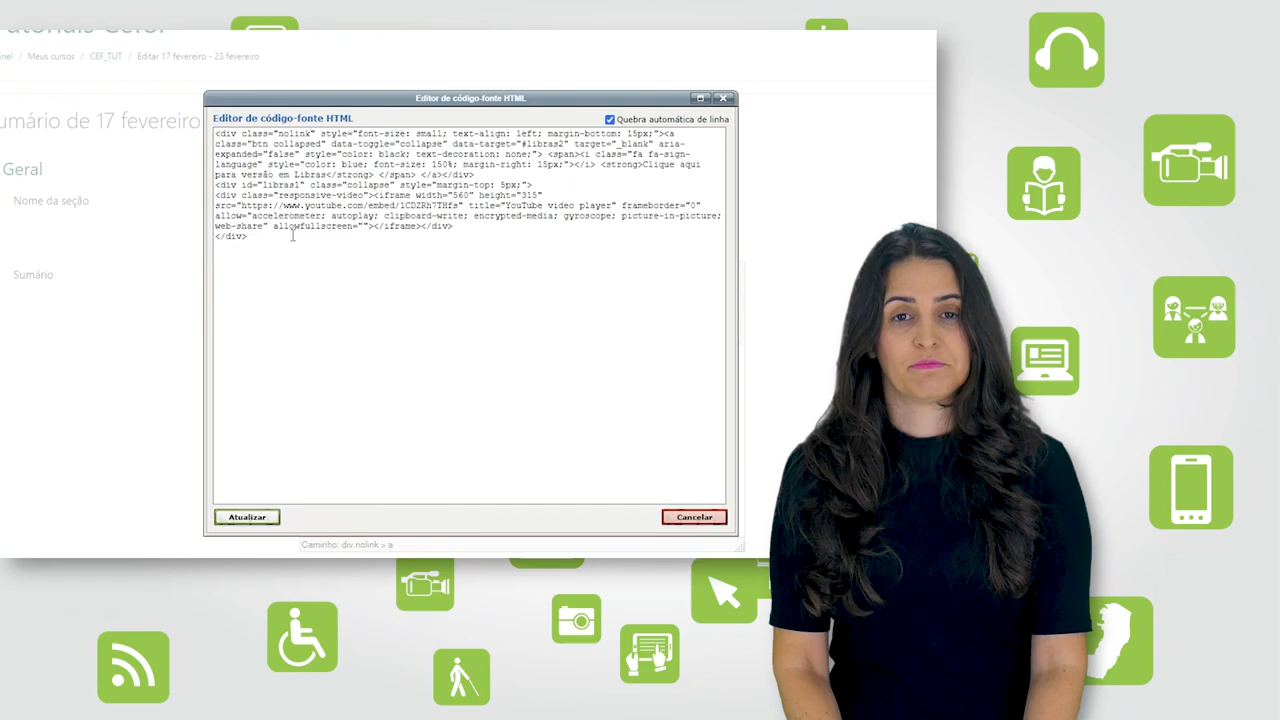 utoriais Cefor
inel / Meus cursos / CEF_TUT / Editar 17 fevereiro - 23 fevereiro
umário de 17 fevereiro
Geral
Nome da seção
Sumário
Editor de código-fonte HTML
Editor de código-fonte HTML
Quebra automática de linha
<div class="nolink" style="font-size: small; text-align: left; margin-bottom: 15px;"><a
class="btn collapsed" data-toggle="collapse" data-target="#libras2" target="_blank" aria-
expanded="false" style="color: black; text-decoration: none;"> <span><i class="fa fa-sign-
language" style="color: blue; font-size: 150%; margin-right: 15px;"></i> <strong>Clique aqui
para versão em Libras</strong> </span> </a></div>
<div id="libras1" class="collapse" style="margin-top: 5px;">
<div class="responsive-video"><iframe width="560" height="315"
src="https://www.youtube.com/embed/1CDZRh7THfs" title="YouTube video player" frameborder="0"
allow="accelerometer; autoplay; clipboard-write; encrypted-media; gyroscope; picture-in-picture;
web-share" allowfullscreen=""></iframe></div>
</div>
Atualizar
Cancelar
Caminho: div.nolink » a